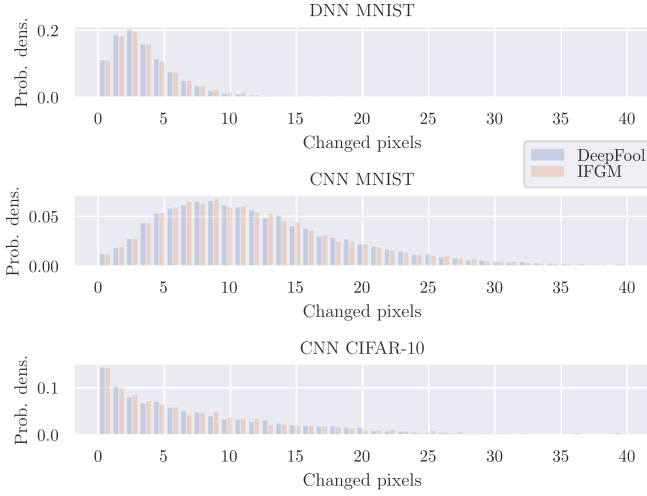 DNN MNIST
Prob. dens.
0.2
0.0
0 5 10 15 20 25 30 35 40
Changed pixels
DeepFool
IFGM
CNN MNIST
Prob. dens.
0.05
0.00
0 5 10 15 20 25 30 35 40
Changed pixels
CNN CIFAR-10
Prob. dens.
0.1
0.0
0 5 10 15 20 25 30 35 40
Changed pixels